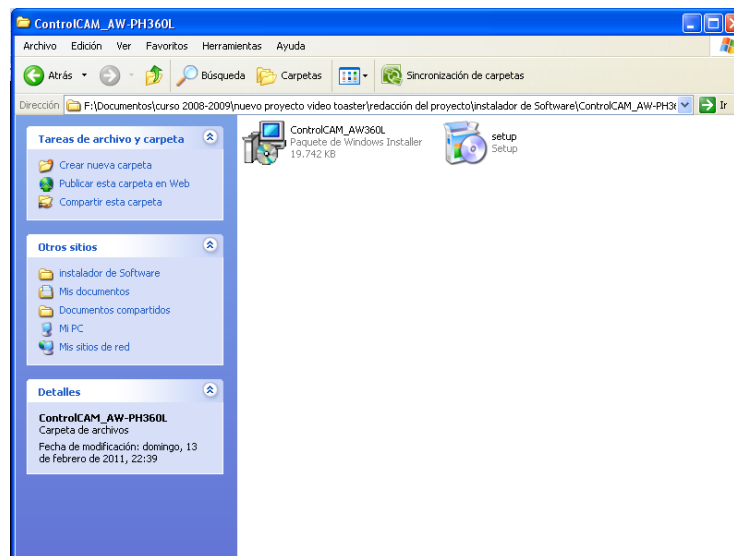 ControlCAM_AW-PH360L
Archivo Edición Ver Favoritos Herramientas Ayuda
Atrás Búsqueda Carpetas Sincronización de carpetas
Dirección F:\Documentos\curso 2008-2009\nuevo proyecto video toaster\redacción del proyecto\instalador de Software\ControlCAM_AW-PH36 Ir
Tareas de archivo y carpeta
Crear nueva carpeta
Publicar esta carpeta en Web
Compartir esta carpeta
Otros sitios
instalador de Software
Mis documentos
Documentos compartidos
Mi PC
Mis sitios de red
Detalles
ControlCAM_AW-PH360L
Carpeta de archivos
Fecha de modificación: domingo, 13
de febrero de 2011, 22:39
ControlCAM_AW360L
Paquete de Windows Installer
19.742 KB
setup
Setup